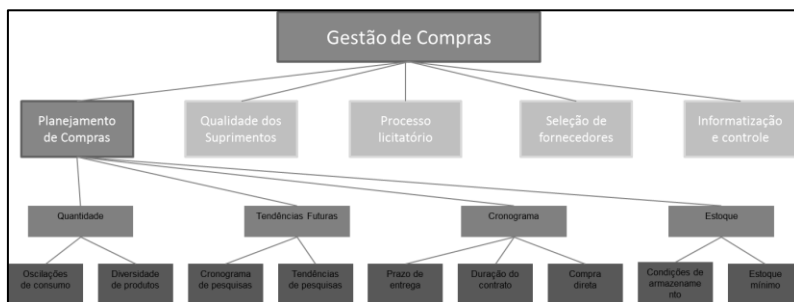 Gestão de Compras
Planejamento
de Compras
Qualidade dos
Suprimentos
Processo
licitatório
Seleção de
fornecedores
Informatização
e controle
Quantidade
Tendências Futuras
Cronograma
Estoque
Oscilações
de consumo
Diversidade
de produtos
Cronograma
de pesquisas
Tendências
de pesquisas
Prazo de
entrega
Duração do
contrato
Compra
direta
Condições de
armazename
nto
Estoque
mínimo